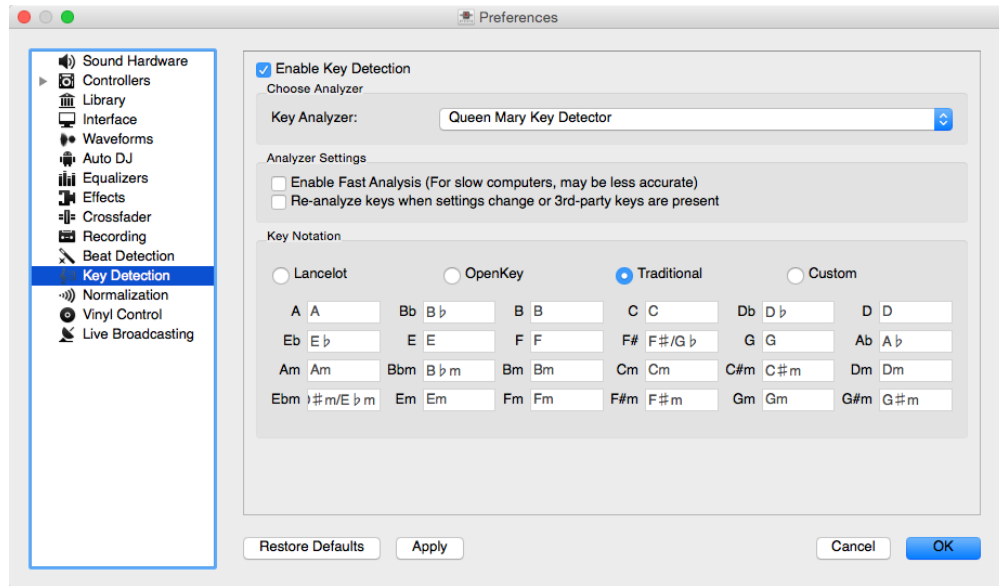 Preferences
Sound Hardware
Controllers
Library
Interface
Waveforms
Auto DJ
Equalizers
Effects
Crossfader
Recording
Beat Detection
Key Detection
Normalization
Vinyl Control
Live Broadcasting
Enable Key Detection
Choose Analyzer
Key Analyzer: Queen Mary Key Detector
Analyzer Settings
Enable Fast Analysis (For slow computers, may be less accurate)
Re-analyze keys when settings change or 3rd-party keys are present
Key Notation
Lancelot OpenKey Traditional Custom
A A Bb B♭ B B C C Db D♭ D D
Eb E♭ E E F F F# F♯/G♭ G G Ab A♭
Am Am Bbm B♭m Bm Bm Cm Cm C#m C♯m Dm Dm
Ebm ♯m/E♭m Em Em Fm Fm F#m F♯m Gm Gm G#m G♯m
Restore Defaults Apply Cancel OK